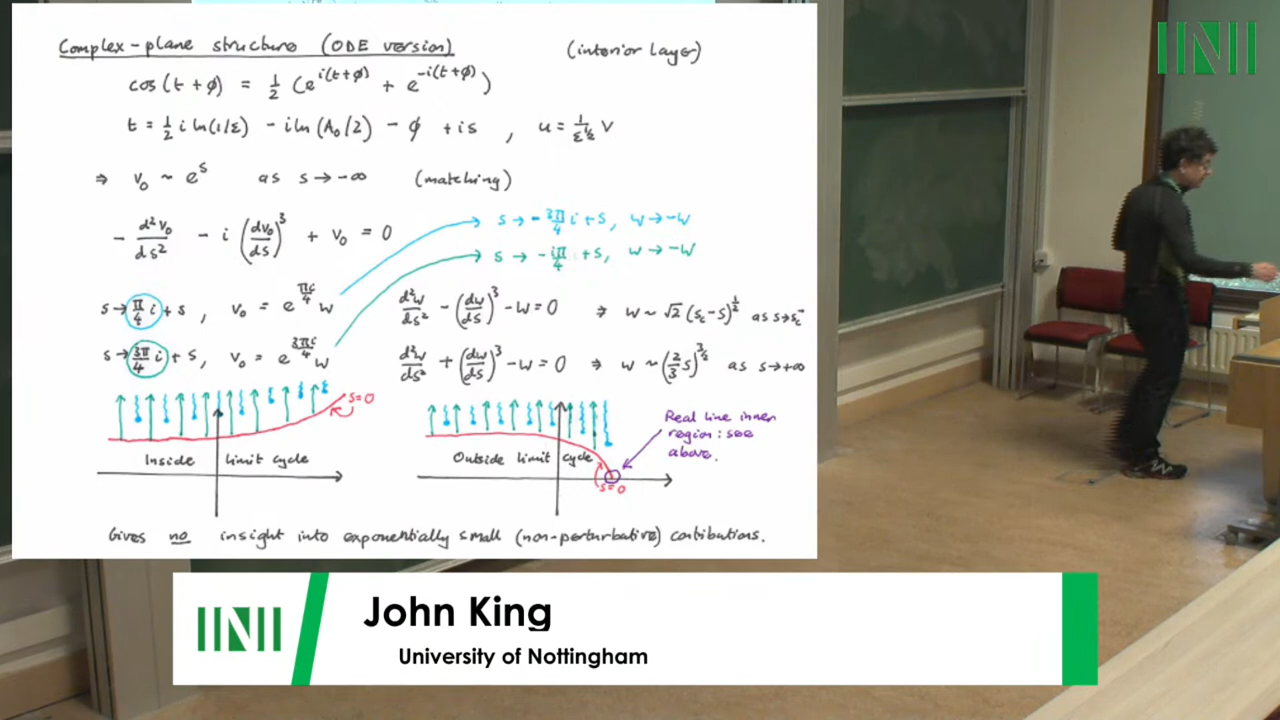 Complex-plane structure (ODE version) (interior layer)
cos(t+φ) = ½ (e^{i(t+φ)} + e^{-i(t+φ)})
t = ½ i ln(1/ε) - i ln(A₀/2) - φ + is , u = 1/ε^{1/2} V
⇒ v₀ ~ e^s as s → -∞ (matching)
- d²v₀/ds² - i (dv₀/ds)³ + v₀ = 0
s → -3π/4 i + s, w → -w
s → -iπ/4 + s, w → -w
s → π/4 i + s , v₀ = e^{πi/4} w
d²w/ds² - (dw/ds)³ - w = 0 ⇒ w ~ √2 (s_c - s)^{1/2} as s → s_c⁻
s → 3π/4 i + s, v₀ = e^{3πi/4} w
d²w/ds² + (dw/ds)³ - w = 0 ⇒ w ~ (2/3 s)^{3/2} as s → +∞
s=0
Inside limit cycle
Outside limit cycle
s=0
Real line inner
region: see
above.
Gives no insight into exponentially small (non-perturbative) contributions.
INI
INI
John King
University of Nottingham